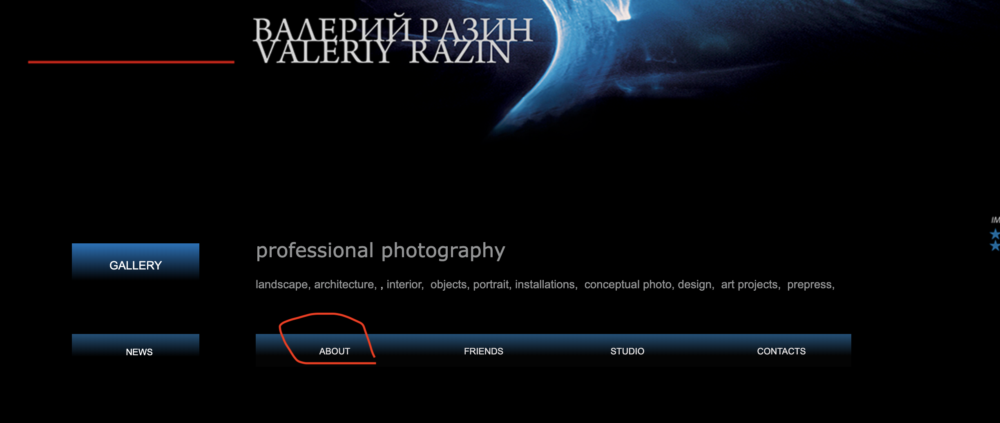 ВАЛЕРИЙ РАЗИН
VALERIY RAZIN
professional photography
GALLERY
landscape, architecture, , interior, objects, portrait, installations, conceptual photo, design, art projects, prepress,
NEWS
ABOUT FRIENDS STUDIO CONTACTS